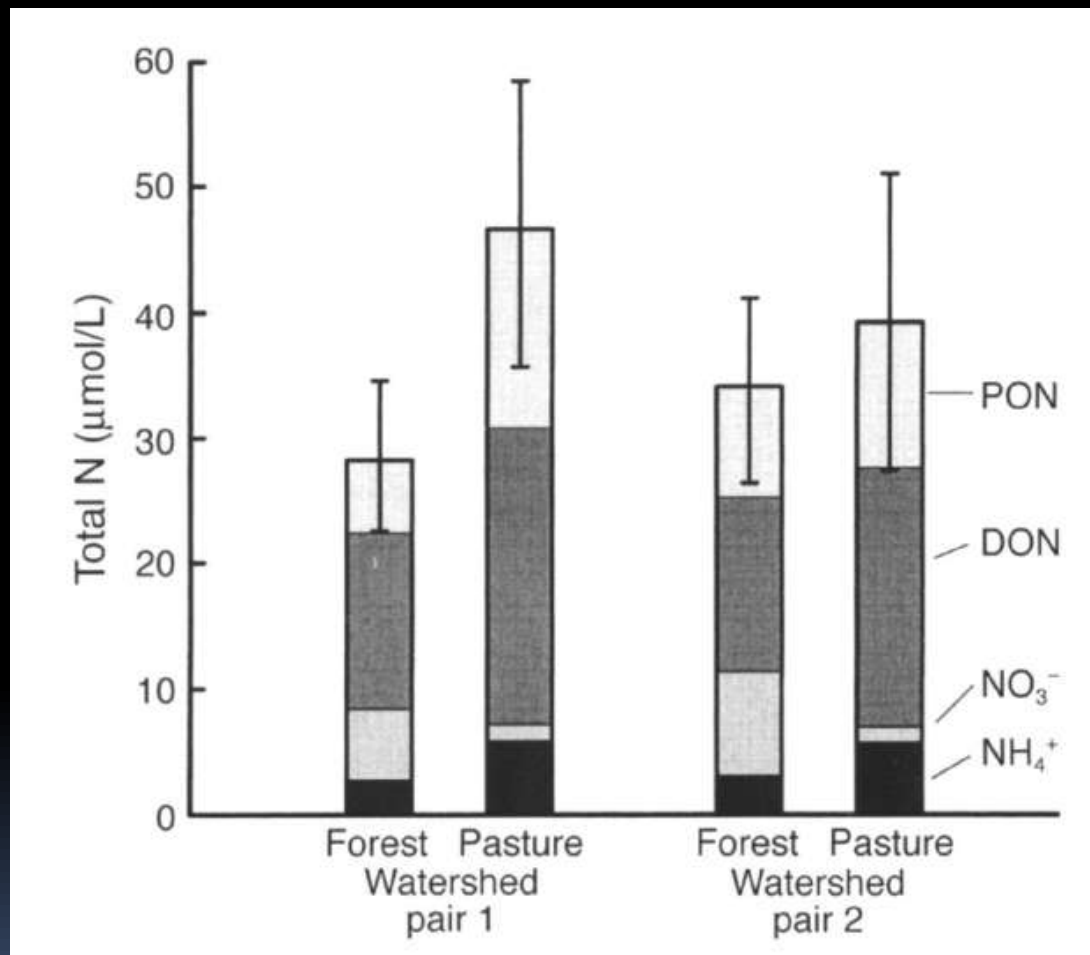 60
50
40
30
20
10
0
Total N (μmol/L)
PON
DON
NO₃⁻
NH₄⁺
Forest Pasture Forest Pasture
Watershed Watershed
pair 1 pair 2